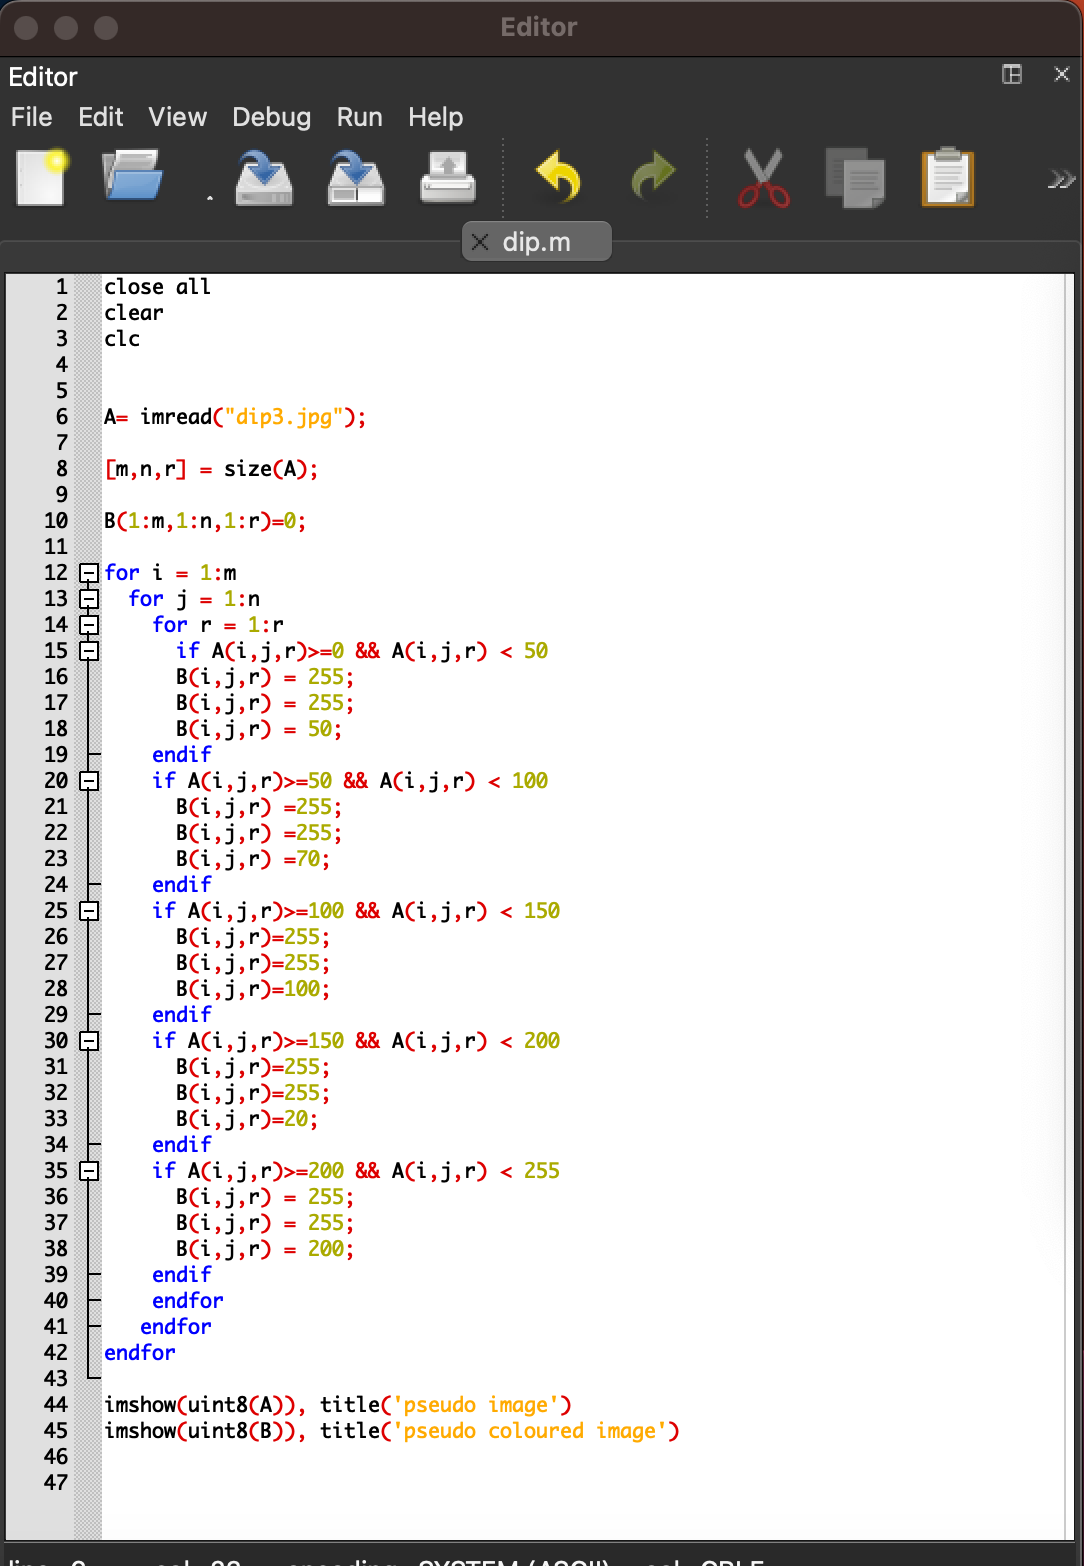 Editor
Editor
File Edit View Debug Run Help
dip.m
1 close all
2 clear
3 clc
4
5
6 A= imread("dip3.jpg");
7
8 [m,n,r] = size(A);
9
10 B(1:m,1:n,1:r)=0;
11
12 for i = 1:m
13 for j = 1:n
14 for r = 1:r
15 if A(i,j,r)>=0 && A(i,j,r) < 50
16 B(i,j,r) = 255;
17 B(i,j,r) = 255;
18 B(i,j,r) = 50;
19 endif
20 if A(i,j,r)>=50 && A(i,j,r) < 100
21 B(i,j,r) =255;
22 B(i,j,r) =255;
23 B(i,j,r) =70;
24 endif
25 if A(i,j,r)>=100 && A(i,j,r) < 150
26 B(i,j,r)=255;
27 B(i,j,r)=255;
28 B(i,j,r)=100;
29 endif
30 if A(i,j,r)>=150 && A(i,j,r) < 200
31 B(i,j,r)=255;
32 B(i,j,r)=255;
33 B(i,j,r)=20;
34 endif
35 if A(i,j,r)>=200 && A(i,j,r) < 255
36 B(i,j,r) = 255;
37 B(i,j,r) = 255;
38 B(i,j,r) = 200;
39 endif
40 endfor
41 endfor
42 endfor
43
44 imshow(uint8(A)), title('pseudo image')
45 imshow(uint8(B)), title('pseudo coloured image')
46
47